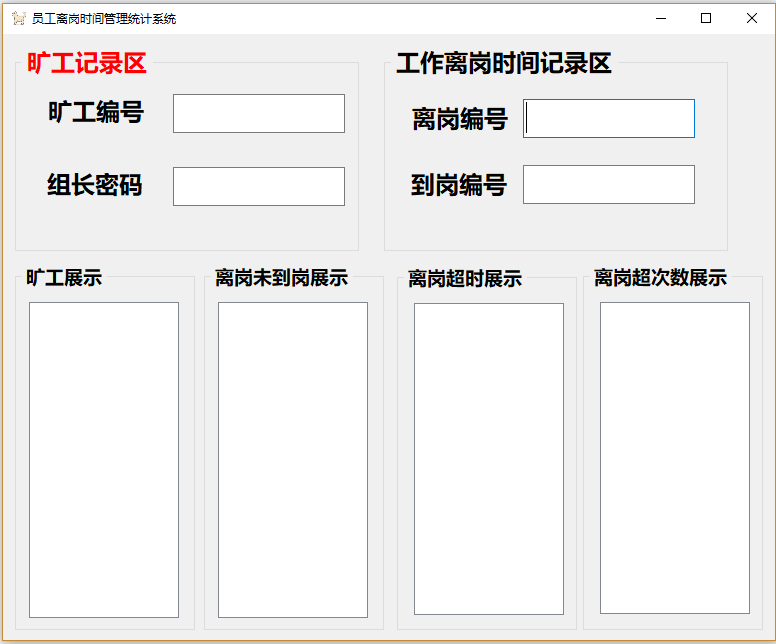 员工离岗时间管理统计系统
旷工记录区
旷工编号
组长密码
工作离岗时间记录区
离岗编号
到岗编号
旷工展示
离岗未到岗展示
离岗超时展示
离岗超次数展示